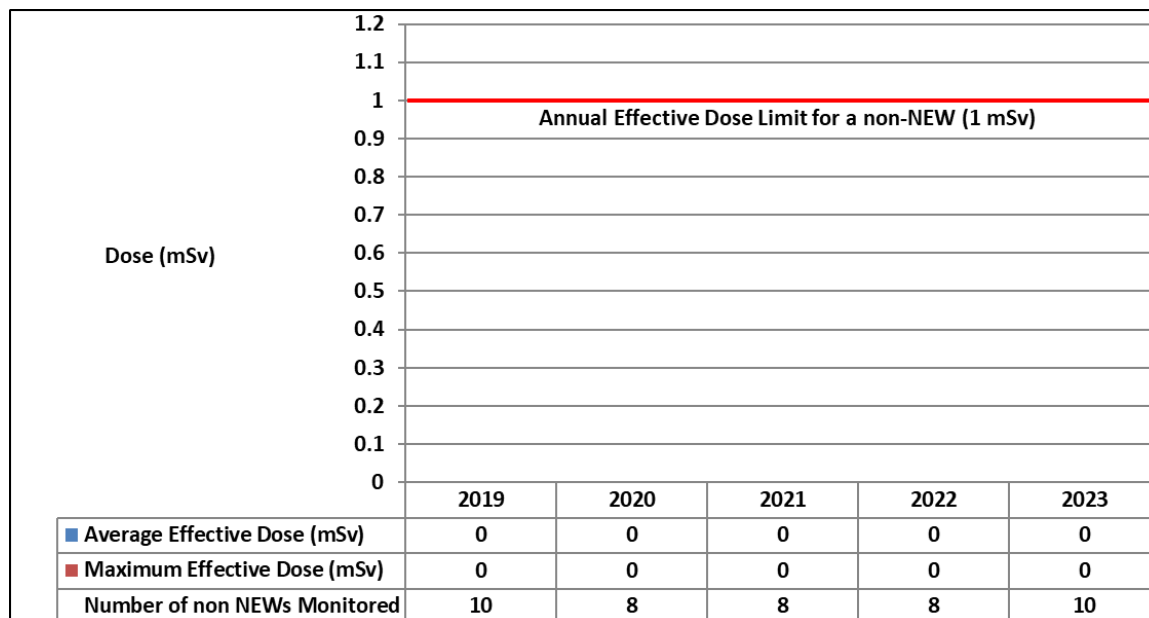 1.2
1.1
1
Annual Effective Dose Limit for a non-NEW (1 mSv)
0.9
0.8
0.7
Dose (mSv)
0.6
0.5
0.4
0.3
0.2
0.1
0
2019 2020 2021 2022 2023
Average Effective Dose (mSv) 0 0 0 0 0
Maximum Effective Dose (mSv) 0 0 0 0 0
Number of non NEWs Monitored 10 8 8 8 10